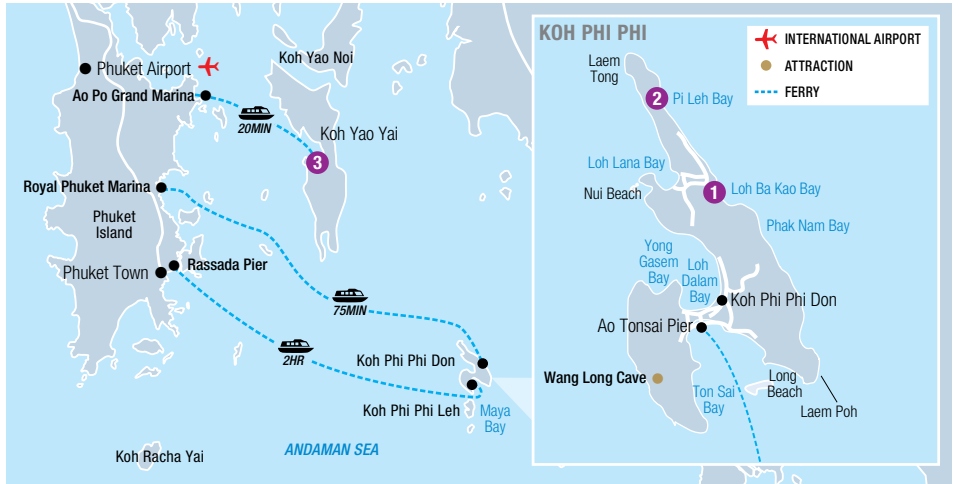 Phuket Airport
Ao Po Grand Marina
20MIN
Koh Yao Noi
Koh Yao Yai
3
Royal Phuket Marina
Phuket
Island
Phuket Town
Rassada Pier
75MIN
2HR
Koh Phi Phi Don
Koh Phi Phi Leh
Maya
Bay
ANDAMAN SEA
Koh Racha Yai
KOH PHI PHI
INTERNATIONAL AIRPORT
ATTRACTION
FERRY
Laem
Tong
2
Pi Leh Bay
Loh Lana Bay
Nui Beach
1
Loh Ba Kao Bay
Phak Nam Bay
Yong
Gasem
Bay
Loh
Dalam
Bay
Koh Phi Phi Don
Ao Tonsai Pier
Wang Long Cave
Ton Sai
Bay
Long
Beach
Laem Poh